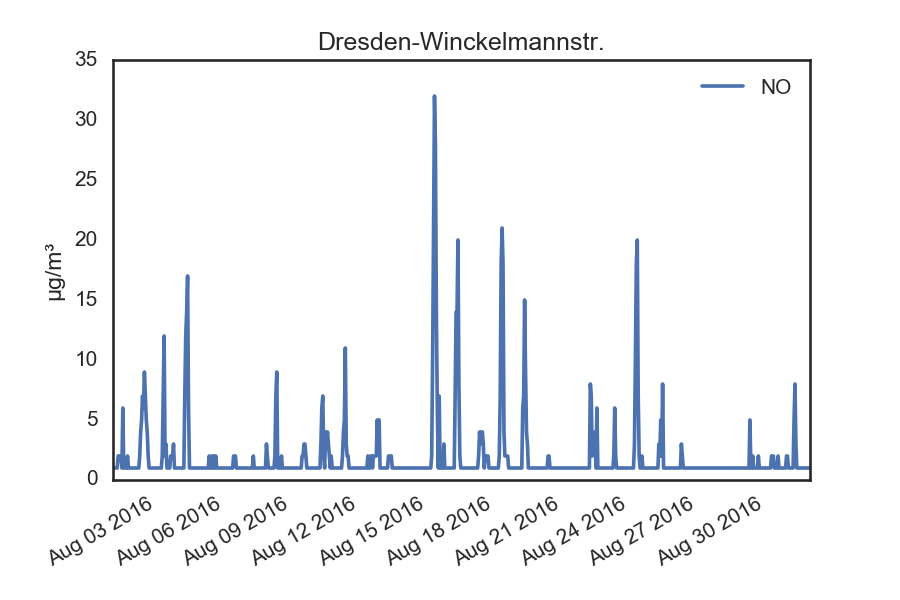 Dresden-Winckelmannstr.
35
30
25
20
15
10
5
0
µg/m³
NO
Aug 03 2016
Aug 06 2016
Aug 09 2016
Aug 12 2016
Aug 15 2016
Aug 18 2016
Aug 21 2016
Aug 24 2016
Aug 27 2016
Aug 30 2016